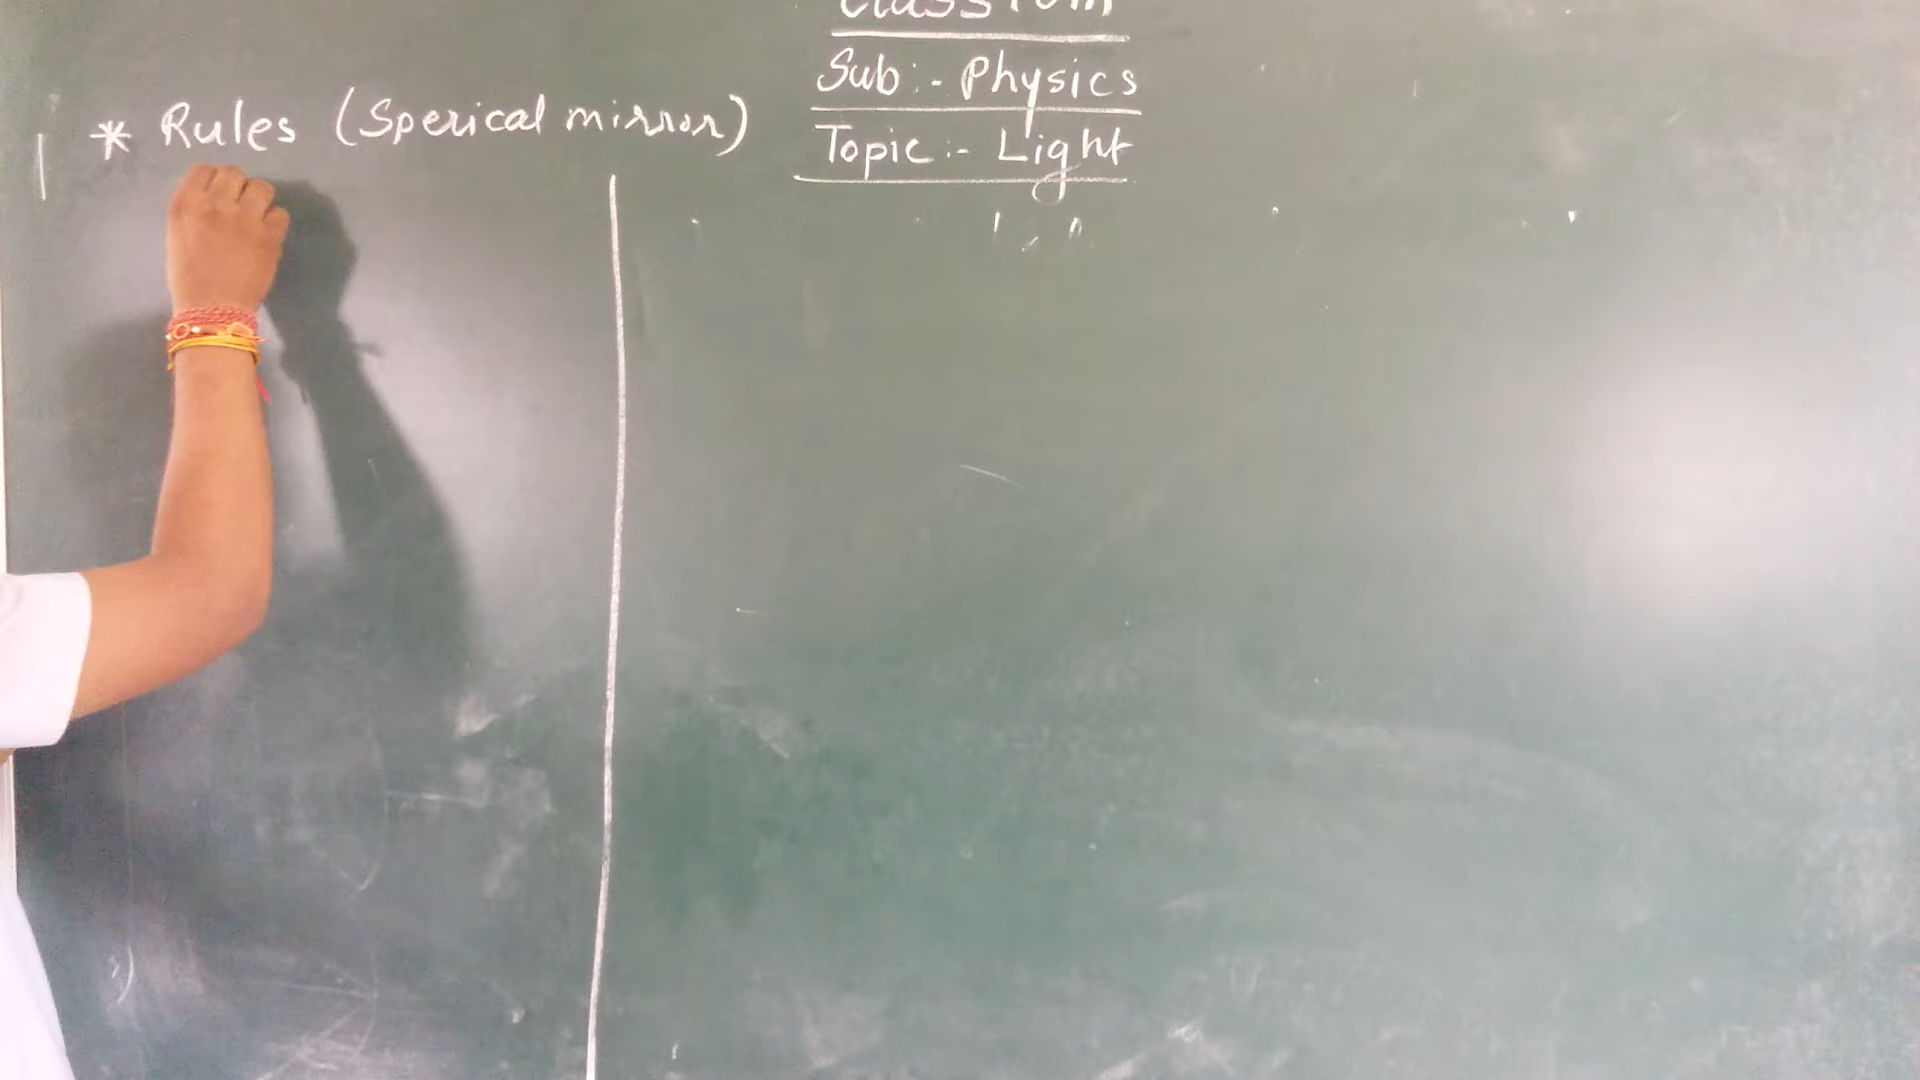 Sub:- Physics
Topic:- Light
* Rules (Sperical mirror)